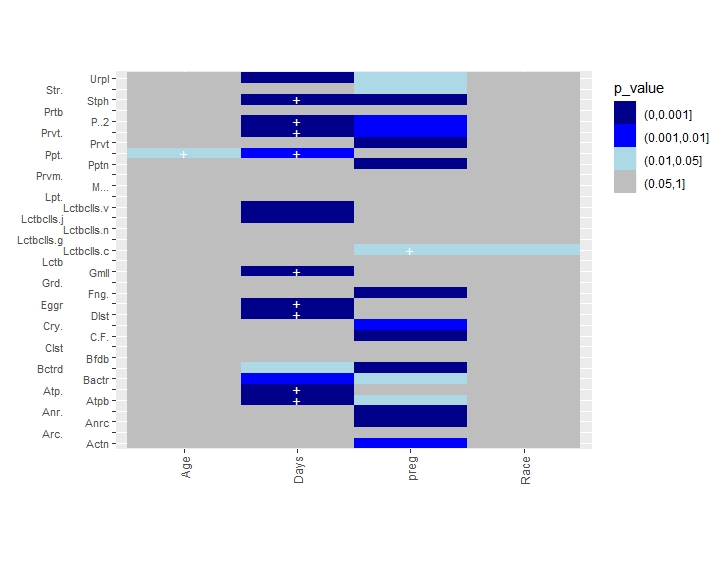 Urpl
Str.
Stph
Prtb
P..2
Prvt.
Prvt
Ppt.
Pptn
Prvm.
M...
Lpt.
Lctbclls.v
Lctbclls.j
Lctbclls.n
Lctbclls.g
Lctbclls.c
Lctb
Gmll
Grd.
Fng.
Eggr
Dlst
Cry.
C.F.
Clst
Bfdb
Bctrd
Bactr
Atp.
Atpb
Anr.
Anrc
Arc.
Actn
+
+
+
+ +
+
+
+
+
+
+
Age
Days
preg
Race
p_value
(0,0.001]
(0.001,0.01]
(0.01,0.05]
(0.05,1]